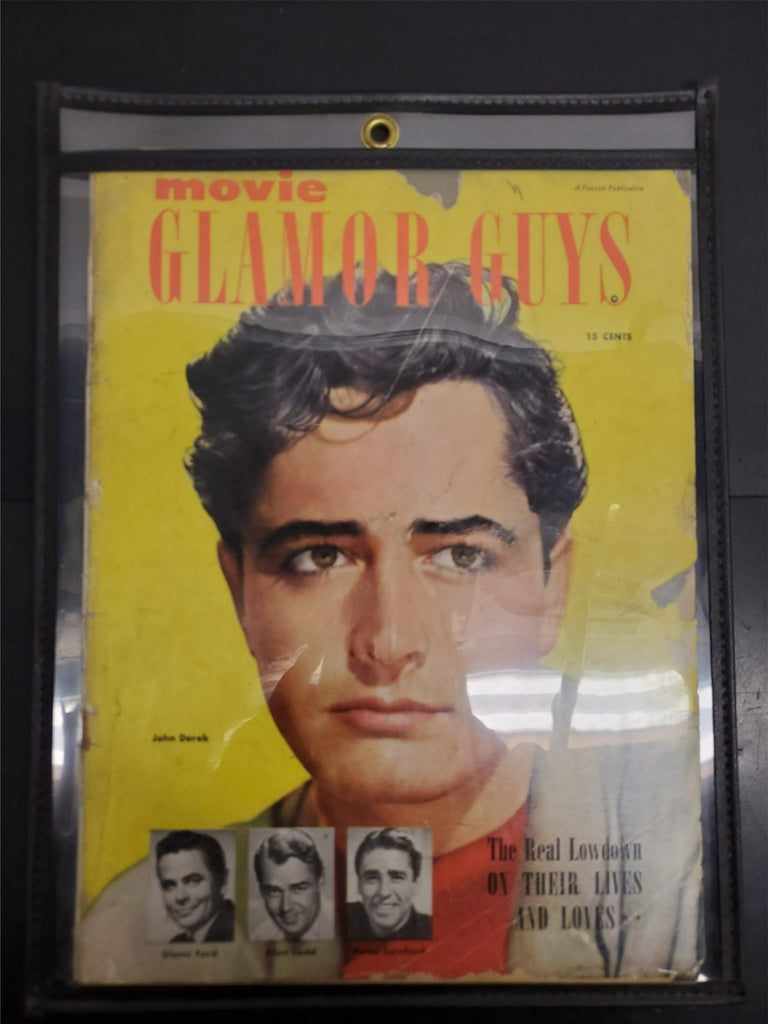 movie
A Fawcett Publication
GLAMOR GUYS
©
15 CENTS
John Derek
The Real Lowdown
ON THEIR LIVES
AND LOVES··
Glenn Ford
Alan Ladd
Peter Lawford